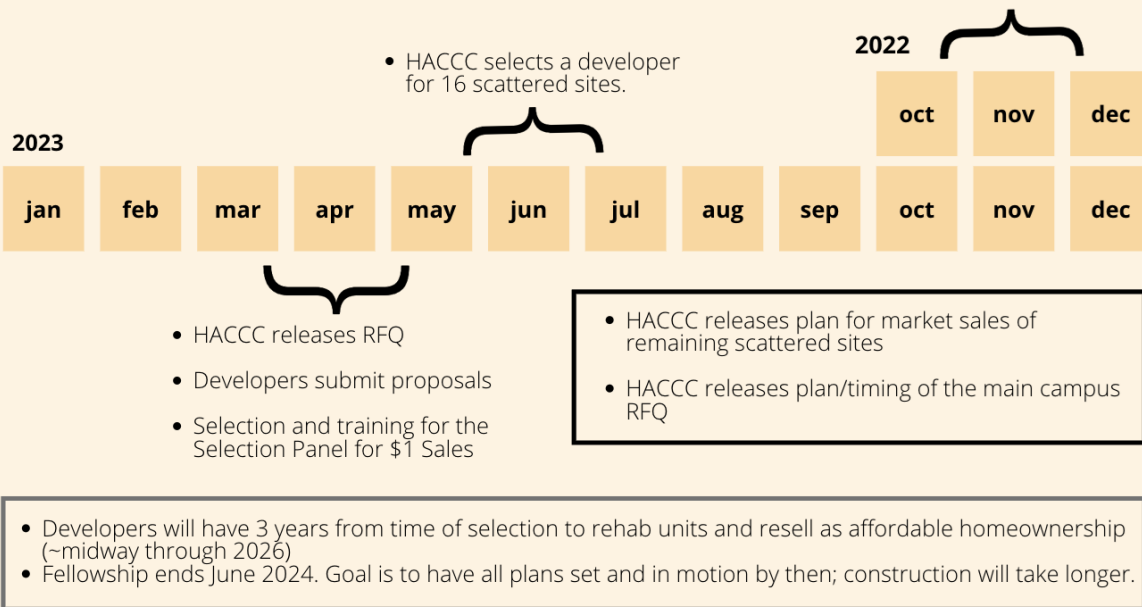 2022
• HACCC selects a developer
for 16 scattered sites.
oct nov dec
2023
jan feb mar apr may jun jul aug sep oct nov dec
• HACCC releases RFQ
• Developers submit proposals
• Selection and training for the
Selection Panel for $1 Sales
• HACCC releases plan for market sales of
remaining scattered sites
• HACCC releases plan/timing of the main campus
RFQ
• Developers will have 3 years from time of selection to rehab units and resell as affordable homeownership
(~midway through 2026)
• Fellowship ends June 2024. Goal is to have all plans set and in motion by then; construction will take longer.